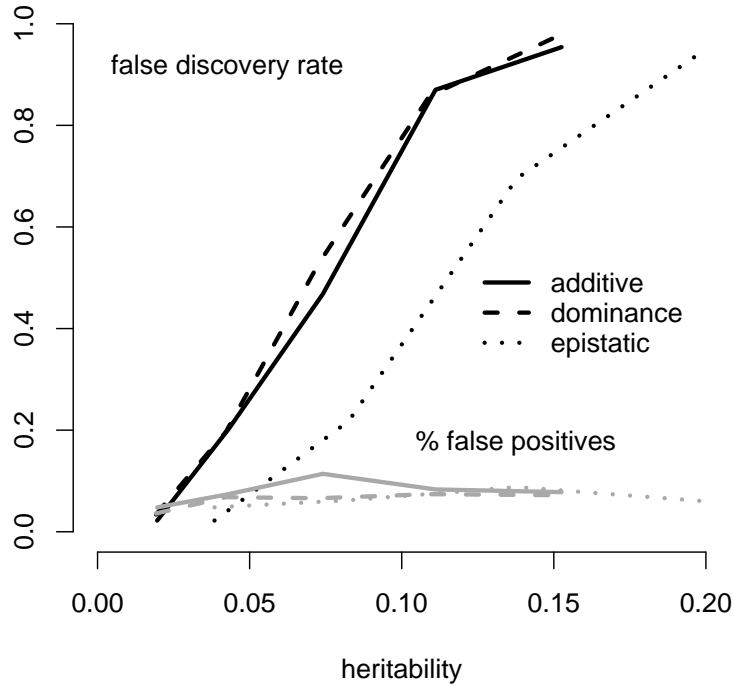 1.0
0.8
0.6
0.4
0.2
0.0
false discovery rate
additive
dominance
epistatic
% false positives
0.00 0.05 0.10 0.15 0.20
heritability